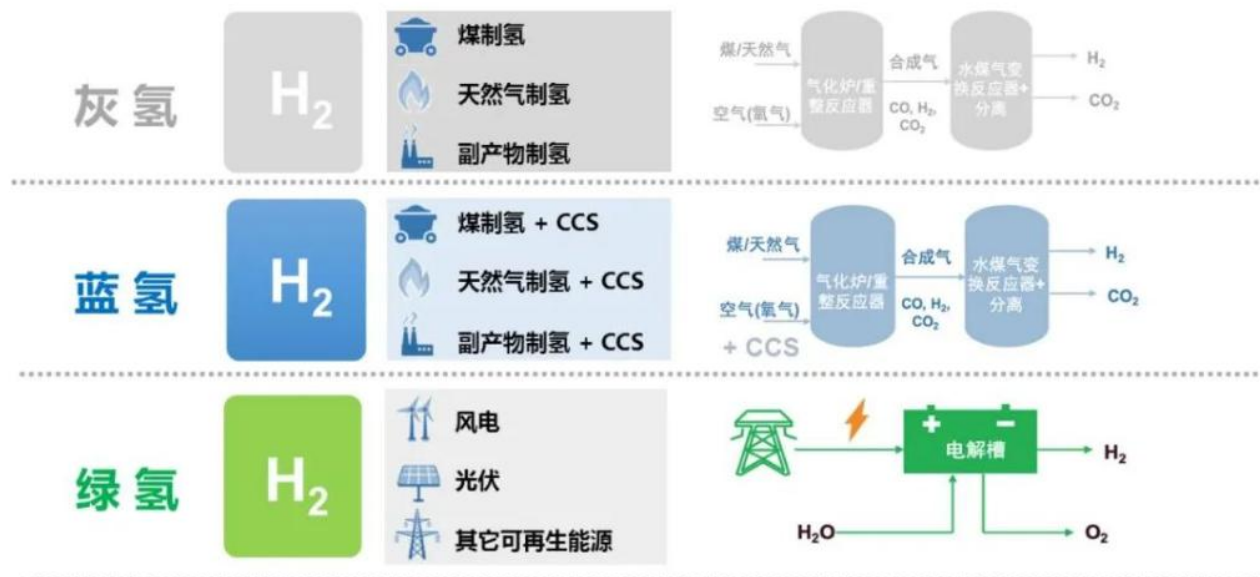 灰氢
H₂
煤制氢
天然气制氢
副产物制氢
煤/天然气
空气(氧气)
气化炉/重
整反应器
合成气
CO, H₂,
CO₂
水煤气变
换反应器+
分离
H₂
CO₂
蓝氢
H₂
煤制氢 + CCS
天然气制氢 + CCS
副产物制氢 + CCS
煤/天然气
空气(氧气)
+ CCS
气化炉/重
整反应器
合成气
CO, H₂,
CO₂
水煤气变
换反应器+
分离
H₂
CO₂
绿氢
H₂
风电
光伏
其它可再生能源
H₂O
+ −
电解槽
H₂
O₂